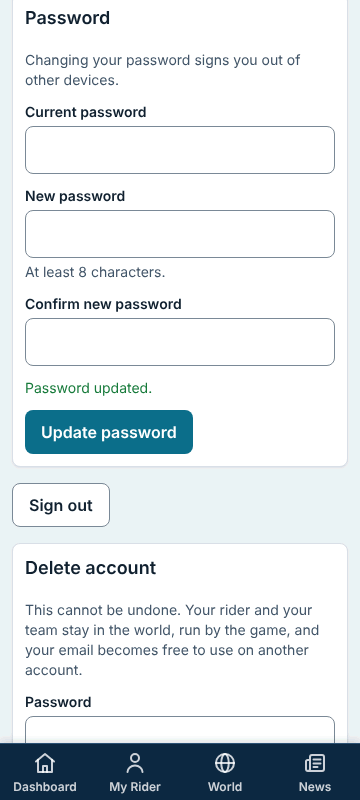 Password
Changing your password signs you out of
other devices.
Current password
New password
At least 8 characters.
Confirm new password
Password updated.
Update password
Sign out
Delete account
This cannot be undone. Your rider and your
team stay in the world, run by the game, and
your email becomes free to use on another
account.
Password
Dashboard My Rider World News